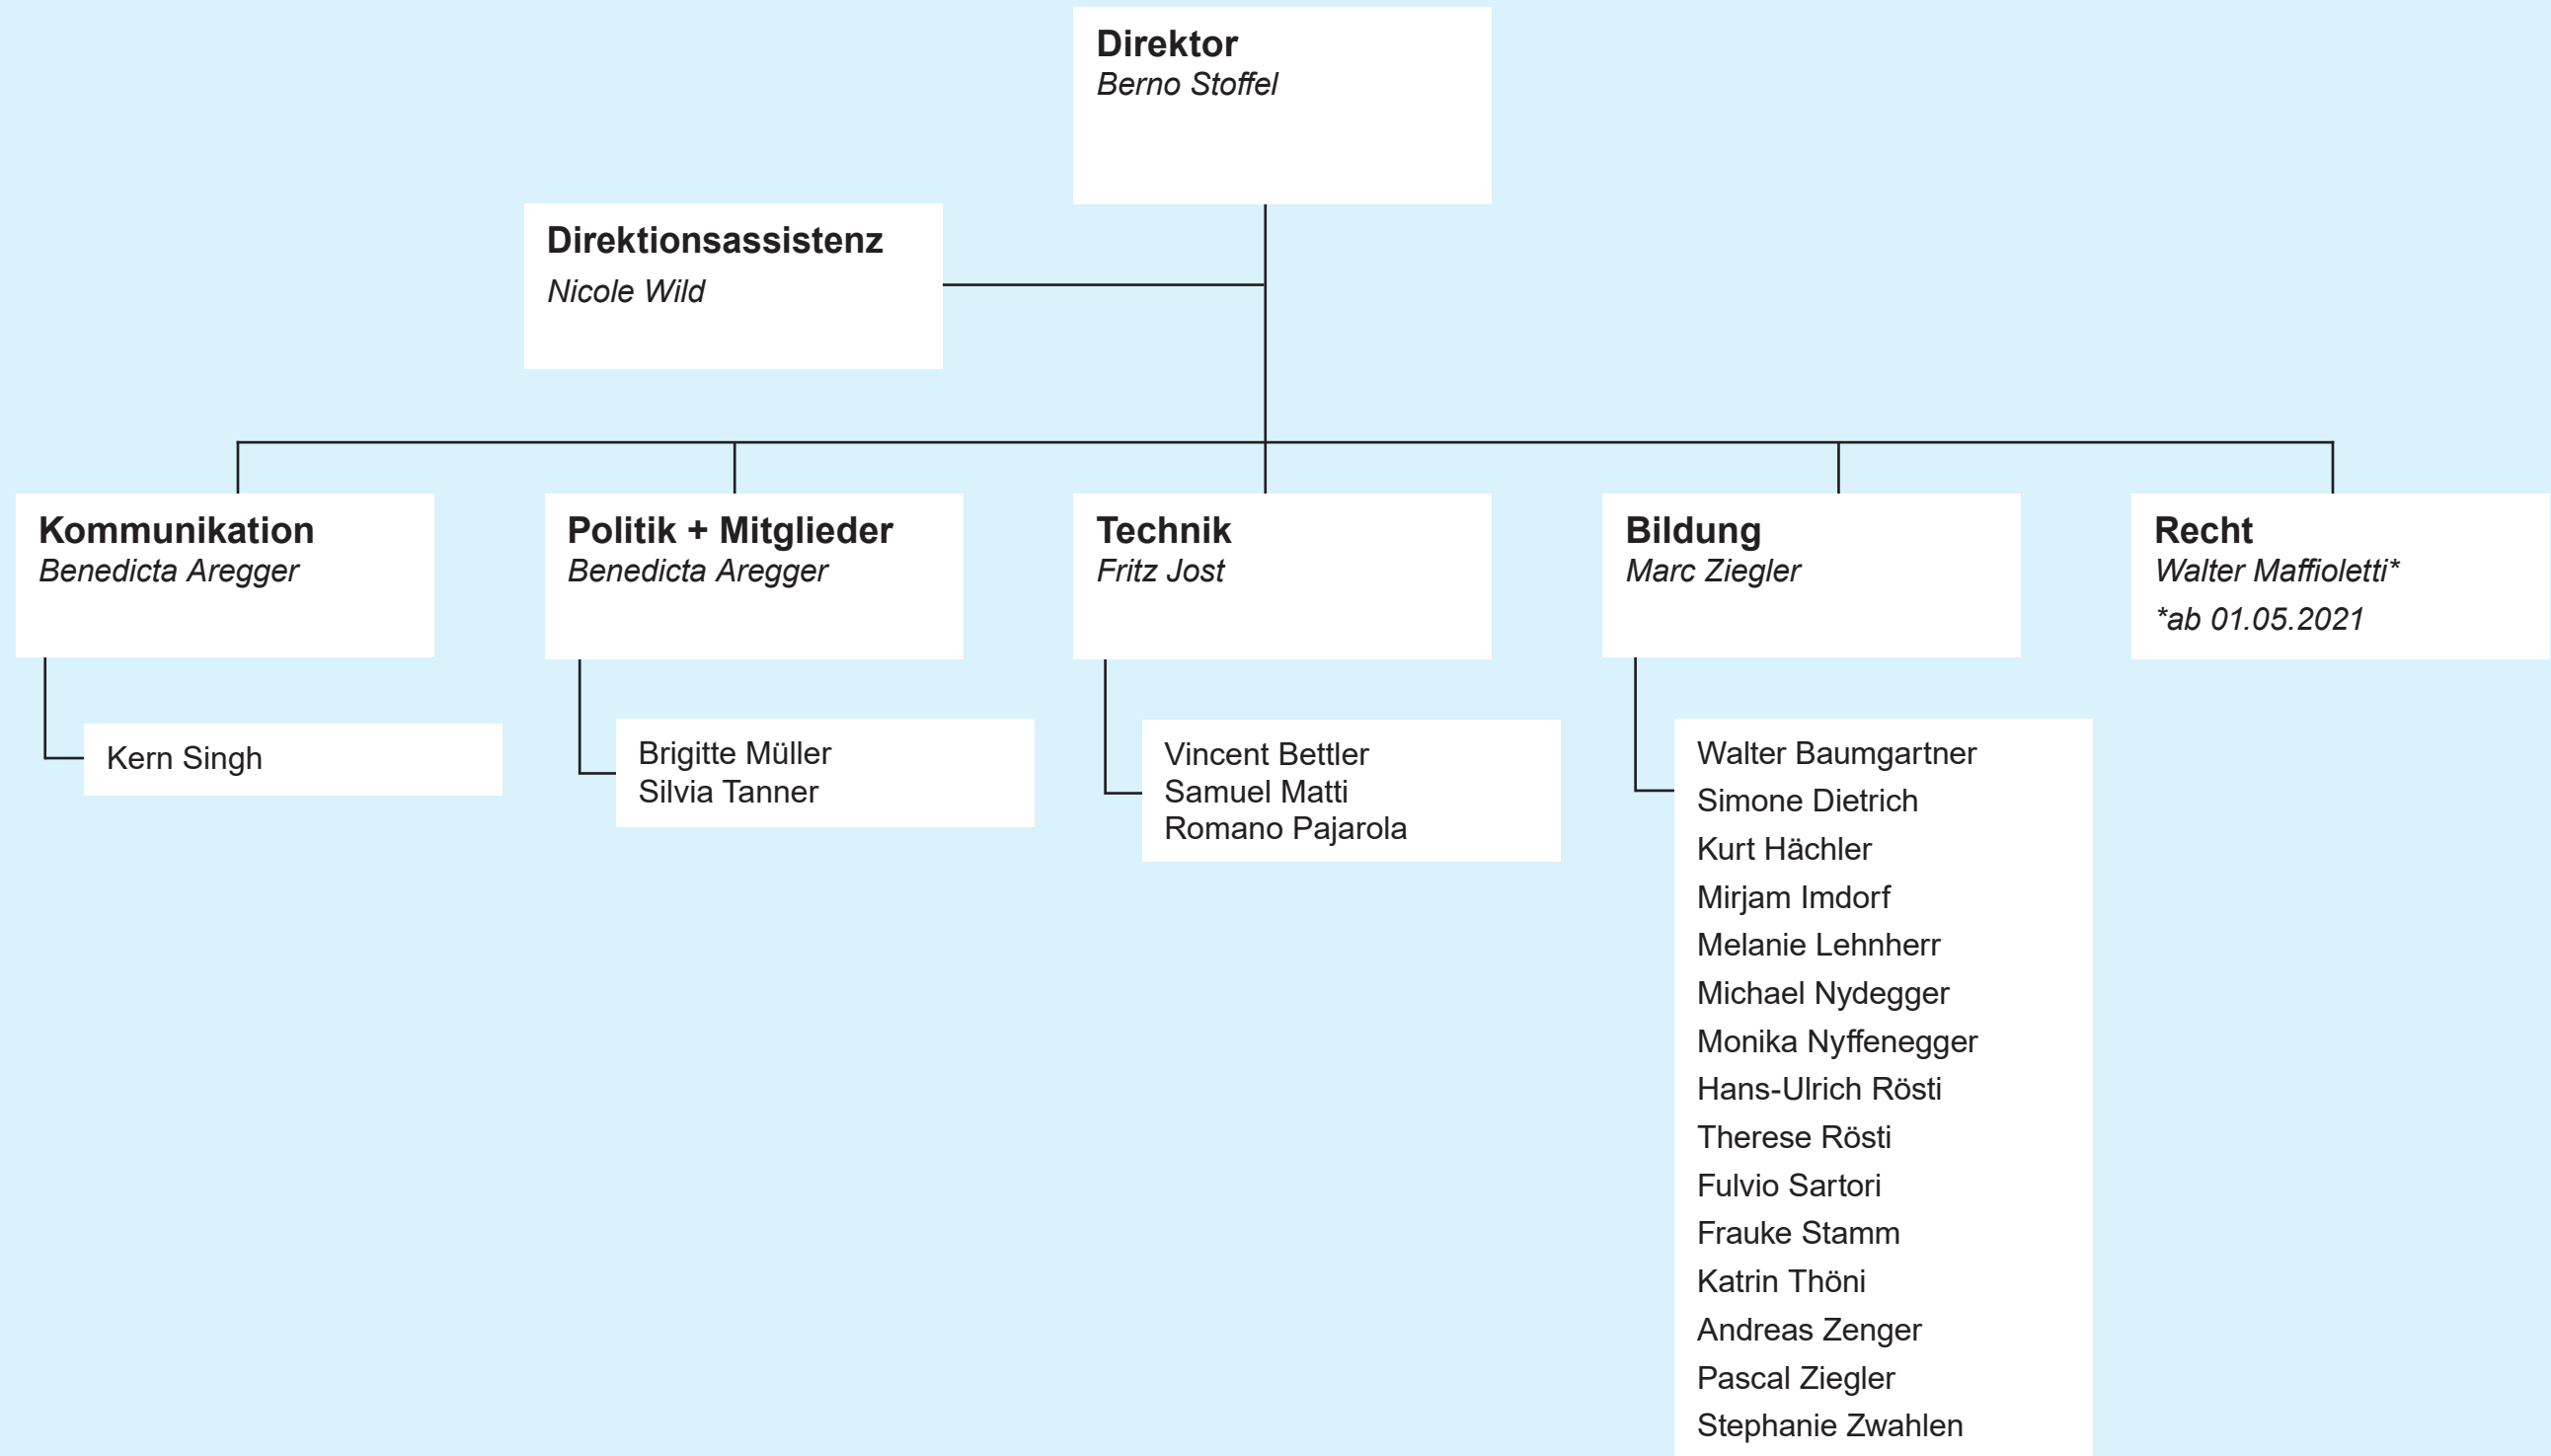 Direktor
Berno Stoffel
Direktionsassistenz
Nicole Wild
Kommunikation
Benedicta Aregger
Politik + Mitglieder
Benedicta Aregger
Technik
Fritz Jost
Bildung
Marc Ziegler
Recht
Walter Maffioletti*
*ab 01.05.2021
Kern Singh
Brigitte Müller
Silvia Tanner
Vincent Bettler
Samuel Matti
Romano Pajarola
Walter Baumgartner
Simone Dietrich
Kurt Hächler
Mirjam Imdorf
Melanie Lehnherr
Michael Nydegger
Monika Nyffenegger
Hans-Ulrich Rösti
Therese Rösti
Fulvio Sartori
Frauke Stamm
Katrin Thöni
Andreas Zenger
Pascal Ziegler
Stephanie Zwahlen